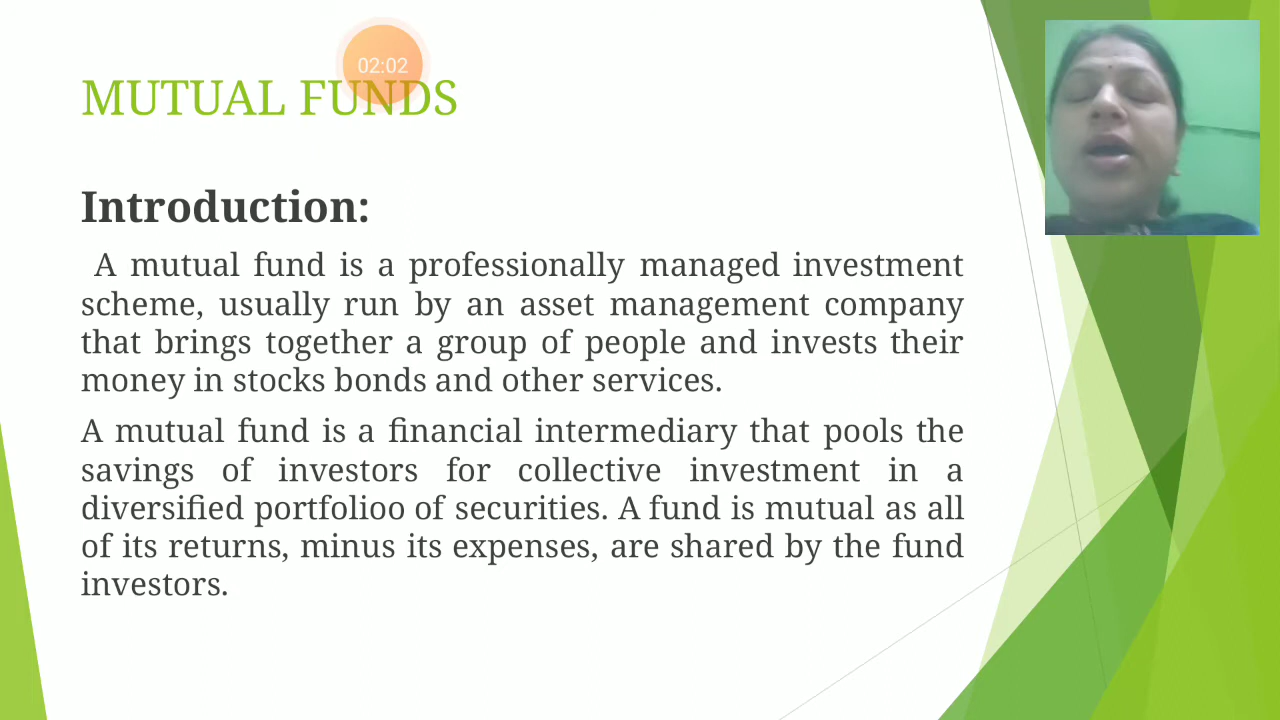 02:02
MUTUAL FUNDS
Introduction:
A mutual fund is a professionally managed investment
scheme, usually run by an asset management company
that brings together a group of people and invests their
money in stocks bonds and other services.
A mutual fund is a financial intermediary that pools the
savings of investors for collective investment in a
diversified portfolioo of securities. A fund is mutual as all
of its returns, minus its expenses, are shared by the fund
investors.